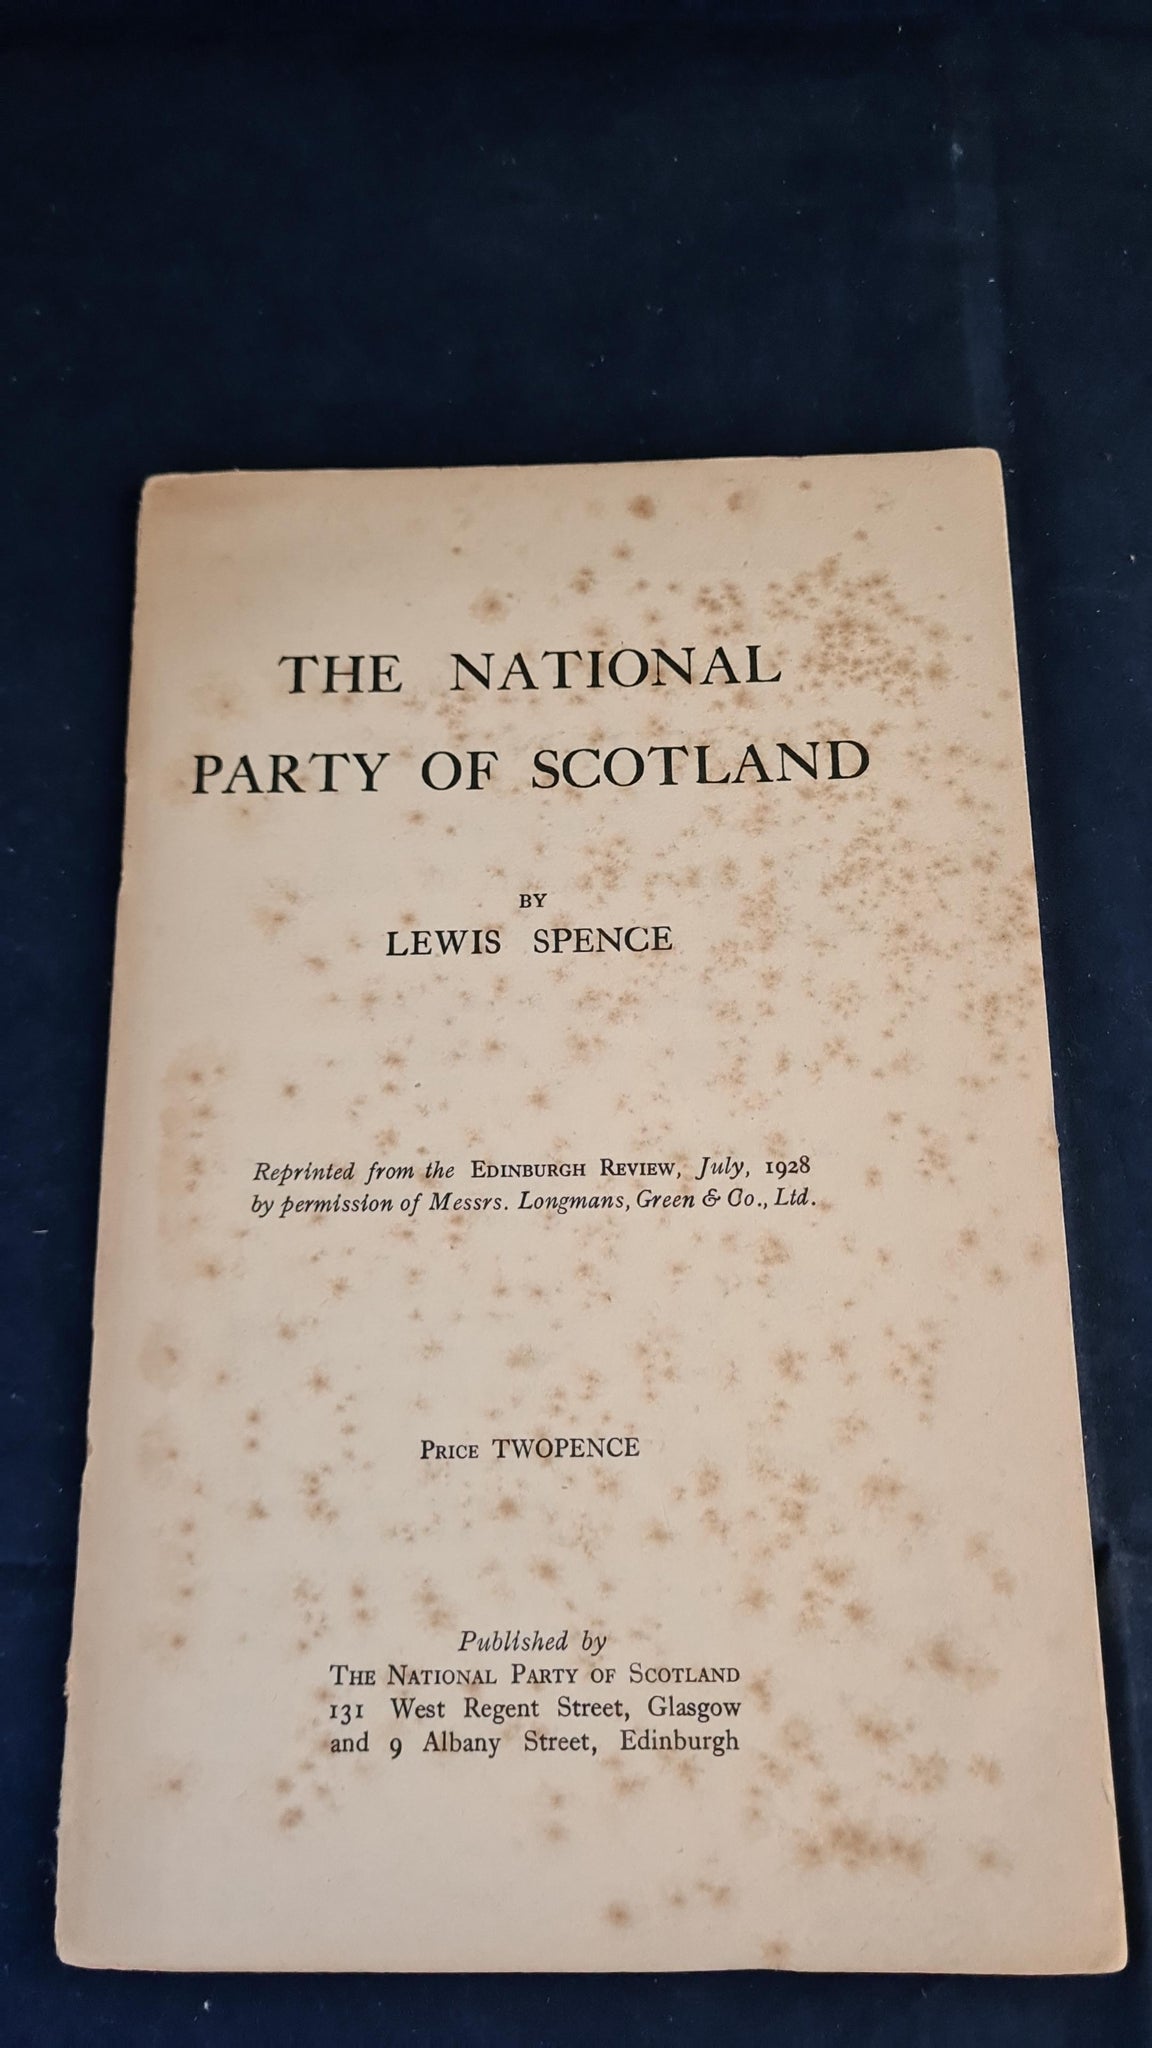 THE NATIONAL
PARTY OF SCOTLAND
BY
LEWIS SPENCE
Reprinted from the EDINBURGH REVIEW, July, 1928
by permission of Messrs. Longmans, Green & Co., Ltd.
PRICE TWOPENCE
Published by
THE NATIONAL PARTY OF SCOTLAND
131 West Regent Street, Glasgow
and 9 Albany Street, Edinburgh